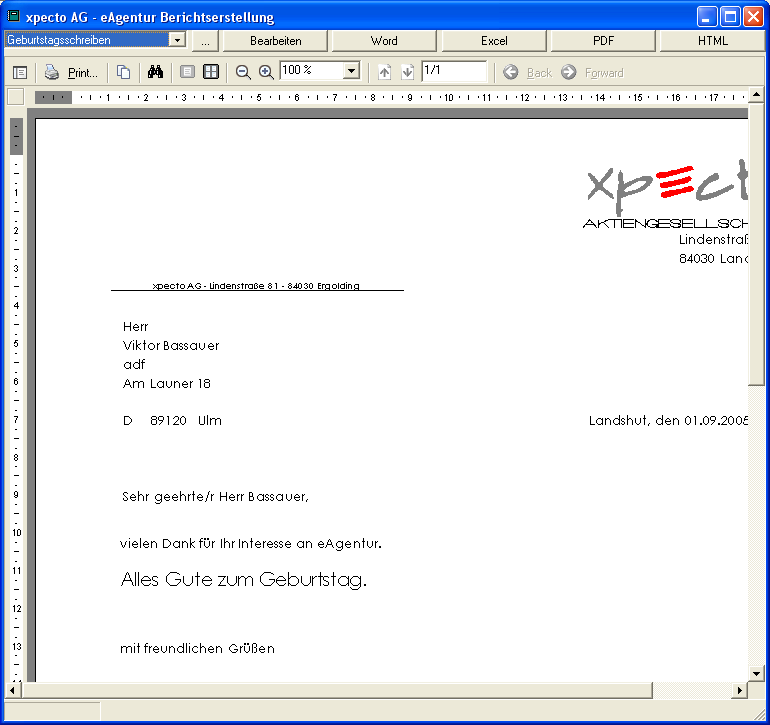 xpecto AG - eAgentur Berichtserstellung
Geburtstagsschreiben ... Bearbeiten Word Excel PDF HTML
Print... 100 % 1/1 Back Forward
1 2 3 4 5 6 7 8 9 10 11 12 13 14 15 16 17
xpect
AKTIENGESELLSCH
1
2
Lindenstraß
84030 Land
3
xpecto AG - Lindenstraße 81 - 84030 Ergolding
4
Herr
5
Viktor Bassauer
adf
6
Am Launer 18
7
D 89120 Ulm Landshut, den 01.09.2005
8
9
Sehr geehrte/r Herr Bassauer,
10
vielen Dank für Ihr Interesse an eAgentur.
11
Alles Gute zum Geburtstag.
12
13
mit freundlichen Grüßen